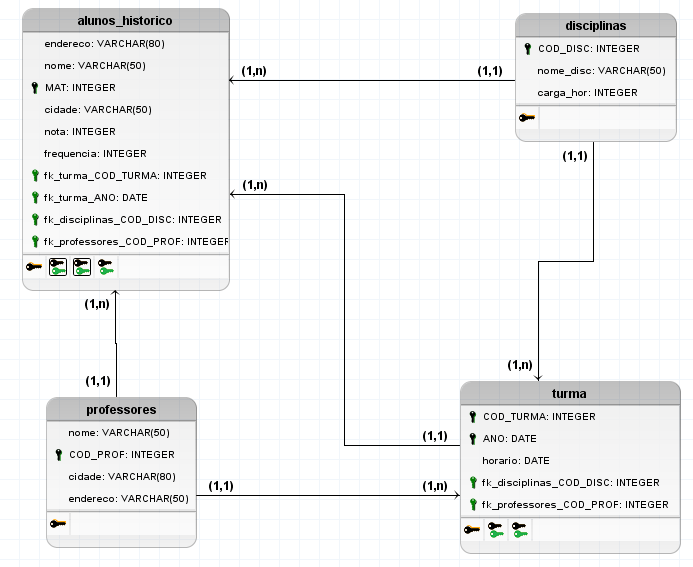 alunos_historico
endereco: VARCHAR(80)
nome: VARCHAR(50)
MAT: INTEGER
cidade: VARCHAR(50)
nota: INTEGER
frequencia: INTEGER
fk_turma_COD_TURMA: INTEGER
fk_turma_ANO: DATE
fk_disciplinas_COD_DISC: INTEGER
fk_professores_COD_PROF: INTEGER
disciplinas
COD_DISC: INTEGER
nome_disc: VARCHAR(50)
carga_hor: INTEGER
(1,n)
(1,1)
(1,1)
(1,n)
(1,n)
(1,1)
(1,n)
(1,1)
(1,1)
(1,n)
professores
nome: VARCHAR(50)
COD_PROF: INTEGER
cidade: VARCHAR(80)
endereco: VARCHAR(50)
turma
COD_TURMA: INTEGER
ANO: DATE
horario: DATE
fk_disciplinas_COD_DISC: INTEGER
fk_professores_COD_PROF: INTEGER